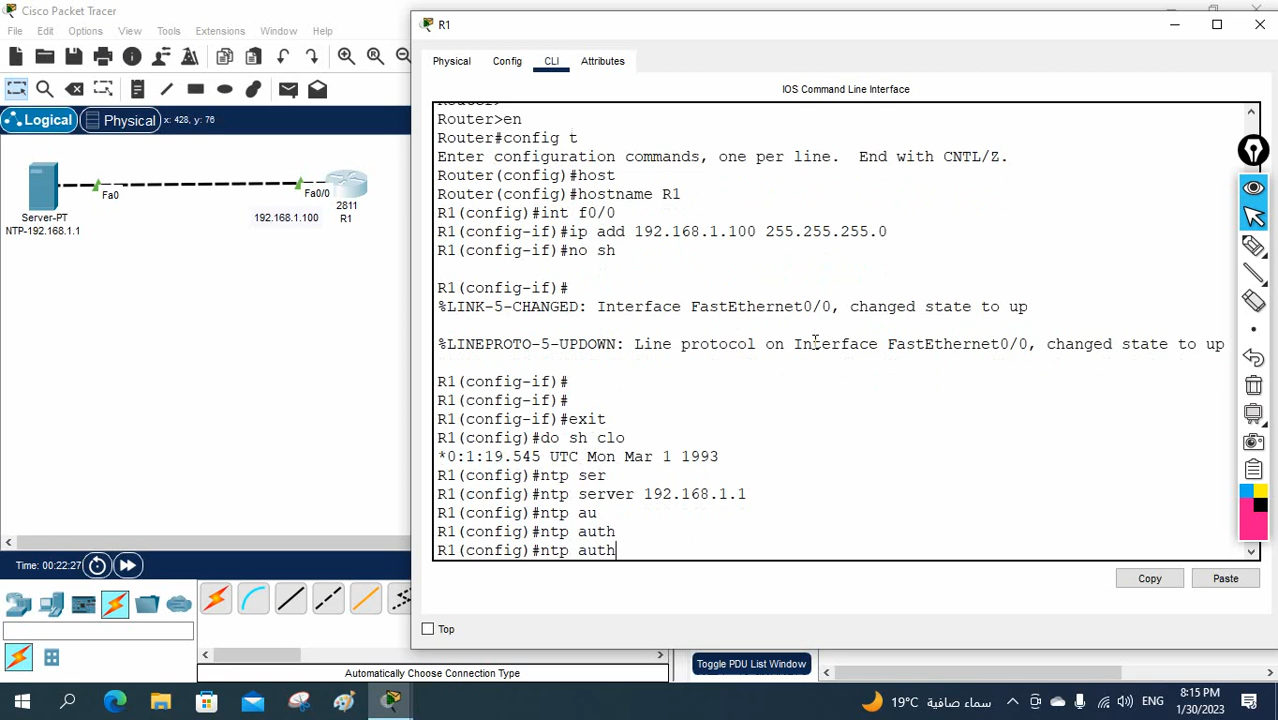 Cisco Packet Tracer
File Edit Options View Tools Extensions Window Help
Logical Physical x: 428, y: 76
Fa0
Fa0/0
Server-PT
NTP-192.168.1.1
192.168.1.100
2811
R1
Time: 00:22:27
Automatically Choose Connection Type
R1
Physical Config CLI Attributes
IOS Command Line Interface
Router>
Router>en
Router#config t
Enter configuration commands, one per line.  End with CNTL/Z.
Router(config)#host
Router(config)#hostname R1
R1(config)#int f0/0
R1(config-if)#ip add 192.168.1.100 255.255.255.0
R1(config-if)#no sh
R1(config-if)#
%LINK-5-CHANGED: Interface FastEthernet0/0, changed state to up
%LINEPROTO-5-UPDOWN: Line protocol on Interface FastEthernet0/0, changed state to up
R1(config-if)#
R1(config-if)#
R1(config-if)#exit
R1(config)#do sh clo
*0:1:19.545 UTC Mon Mar 1 1993
R1(config)#ntp ser
R1(config)#ntp server 192.168.1.1
R1(config)#ntp au
R1(config)#ntp auth
R1(config)#ntp auth
Copy Paste
Top
Toggle PDU List Window
19°C سماء صافية ENG
8:15 PM
1/30/2023